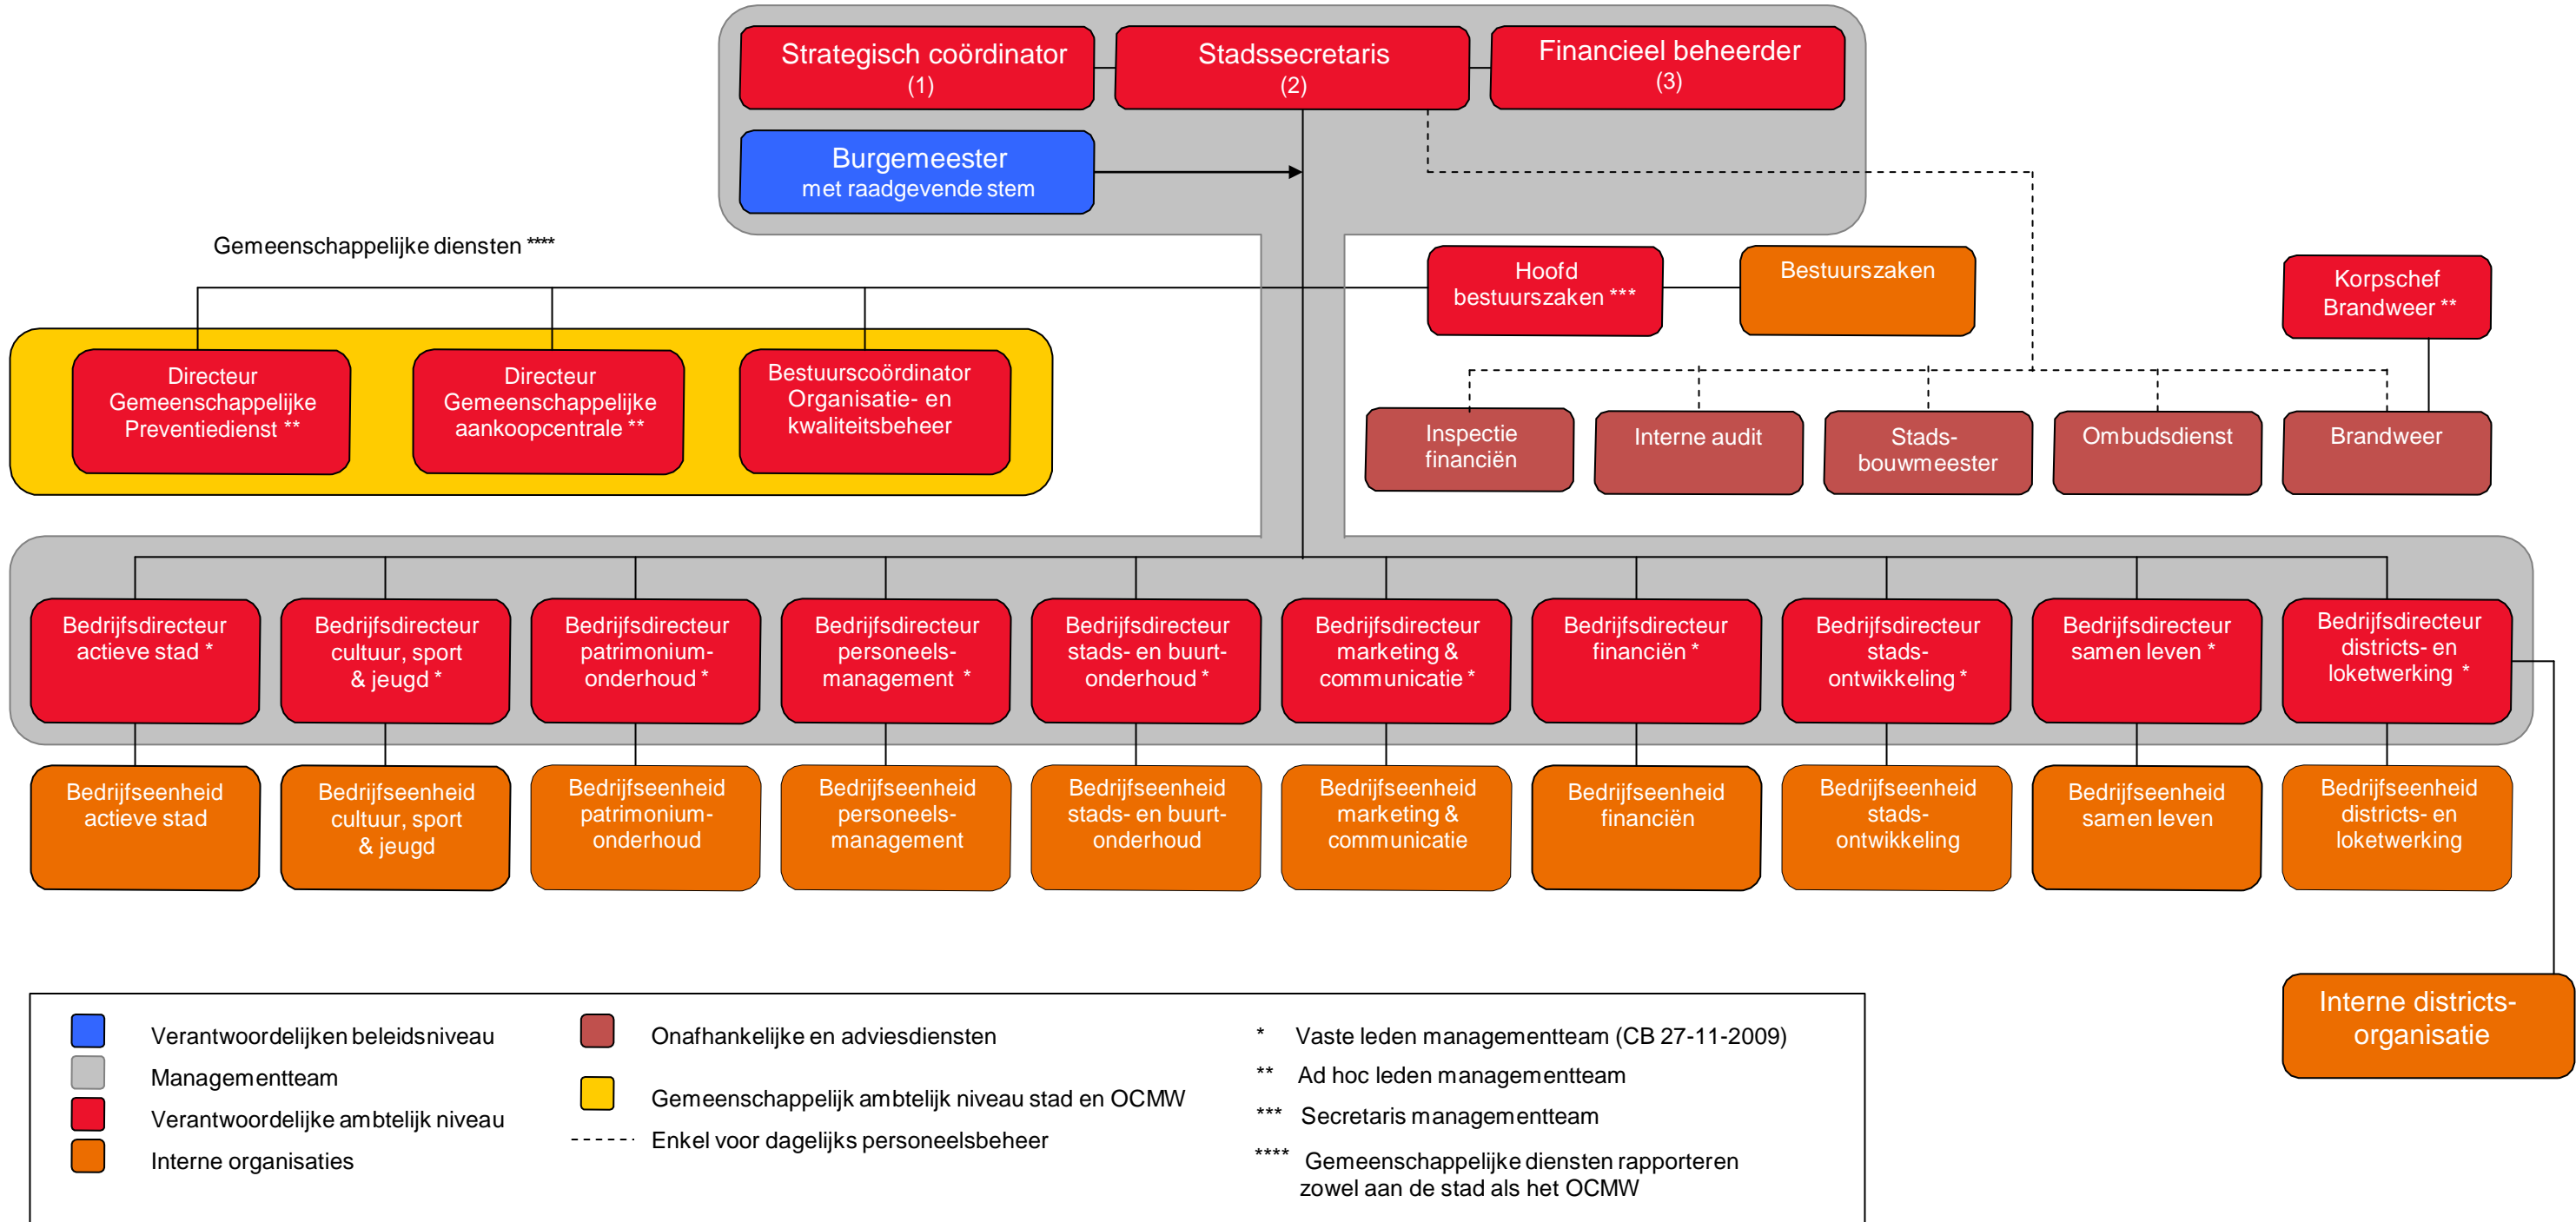 Strategisch coördinator
(1)
Stadssecretaris
(2)
Financieel beheerder
(3)
Burgemeester
met raadgevende stem
Gemeenschappelijke diensten ****
Hoofd
bestuurszaken ***
Bestuurszaken
Korpschef
Brandweer **
Directeur
Gemeenschappelijke
Preventiedienst **
Directeur
Gemeenschappelijke
aankoopcentrale **
Bestuurscoördinator
Organisatie- en
kwaliteitsbeheer
Inspectie
financiën
Interne audit
Stads-
bouwmeester
Ombudsdienst
Brandweer
Bedrijfsdirecteur
actieve stad *
Bedrijfsdirecteur
cultuur, sport
& jeugd *
Bedrijfsdirecteur
patrimonium-
onderhoud *
Bedrijfsdirecteur
personeels-
management *
Bedrijfsdirecteur
stads- en buurt-
onderhoud *
Bedrijfsdirecteur
marketing &
communicatie *
Bedrijfsdirecteur
financiën *
Bedrijfsdirecteur
stads-
ontwikkeling *
Bedrijfsdirecteur
samen leven *
Bedrijfsdirecteur
districts- en
loketwerking *
Bedrijfseenheid
actieve stad
Bedrijfseenheid
cultuur, sport
& jeugd
Bedrijfseenheid
patrimonium-
onderhoud
Bedrijfseenheid
personeels-
management
Bedrijfseenheid
stads- en buurt-
onderhoud
Bedrijfseenheid
marketing &
communicatie
Bedrijfseenheid
financiën
Bedrijfseenheid
stads-
ontwikkeling
Bedrijfseenheid
samen leven
Bedrijfseenheid
districts- en
loketwerking
Interne districts-
organisatie
Verantwoordelijken beleidsniveau
Managementteam
Verantwoordelijke ambtelijk niveau
Interne organisaties
Onafhankelijke en adviesdiensten
Gemeenschappelijk ambtelijk niveau stad en OCMW
Enkel voor dagelijks personeelsbeheer
* Vaste leden managementteam (CB 27-11-2009)
** Ad hoc leden managementteam
*** Secretaris managementteam
**** Gemeenschappelijke diensten rapporteren
zowel aan de stad als het OCMW